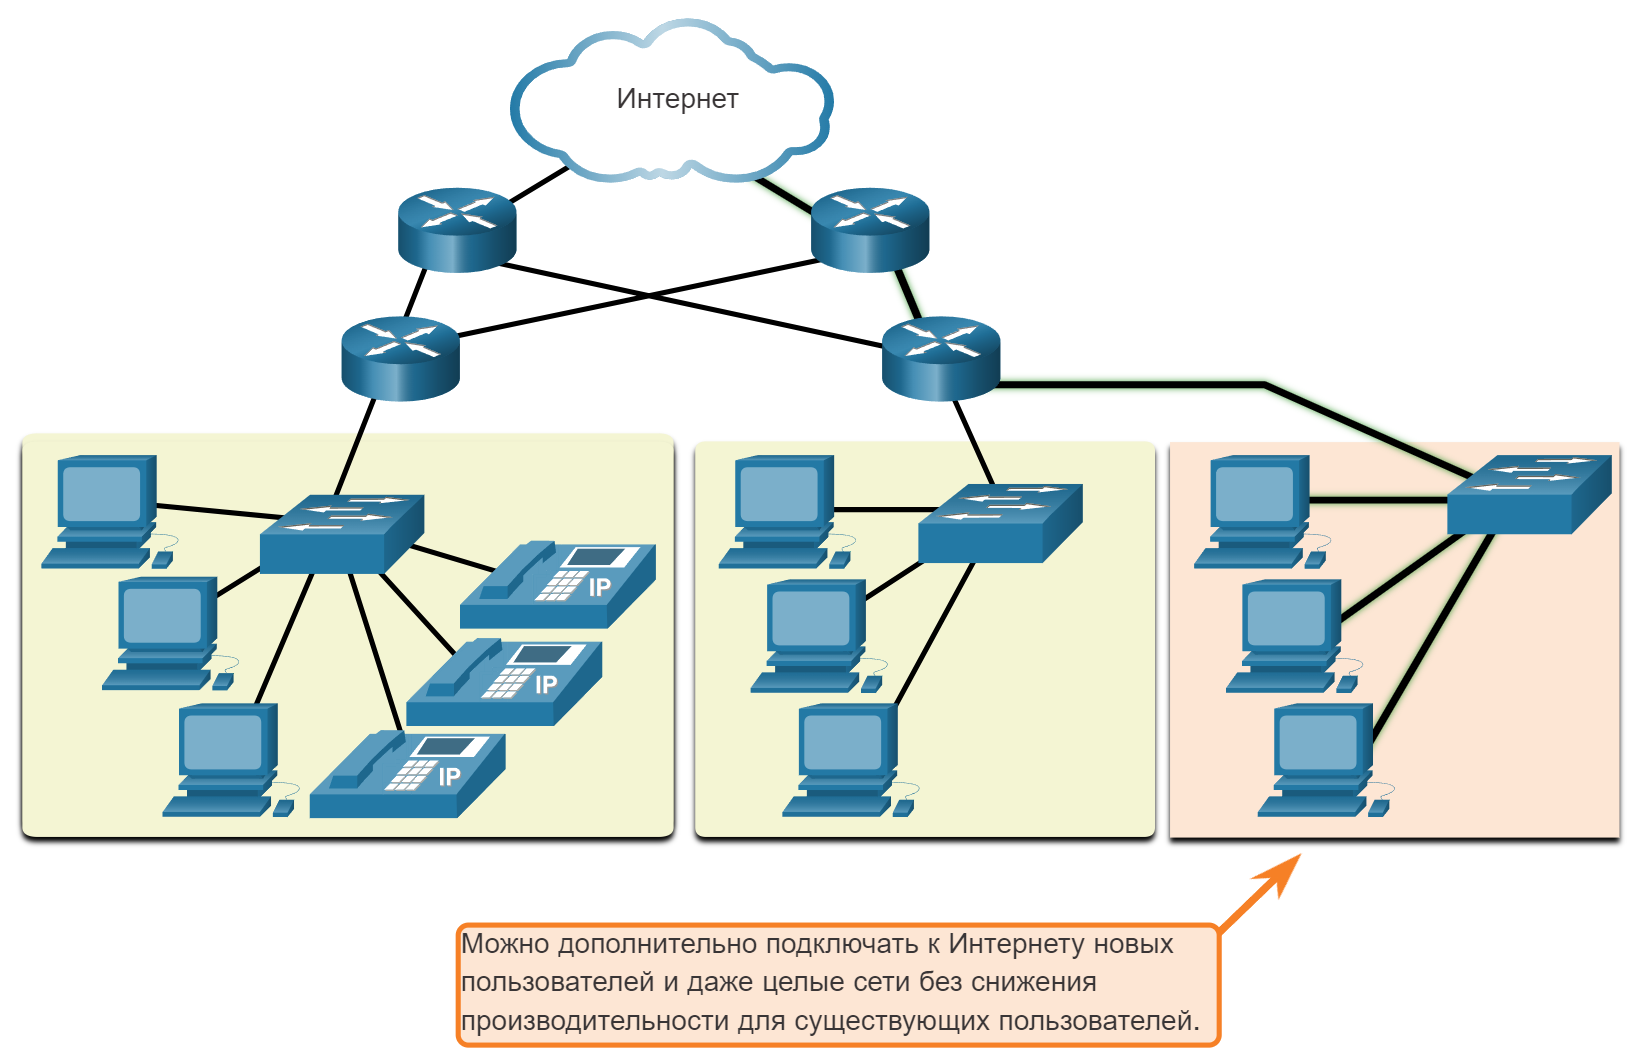 Интернет
IP
IP
IP
Можно дополнительно подключать к Интернету новых
пользователей и даже целые сети без снижения
производительности для существующих пользователей.